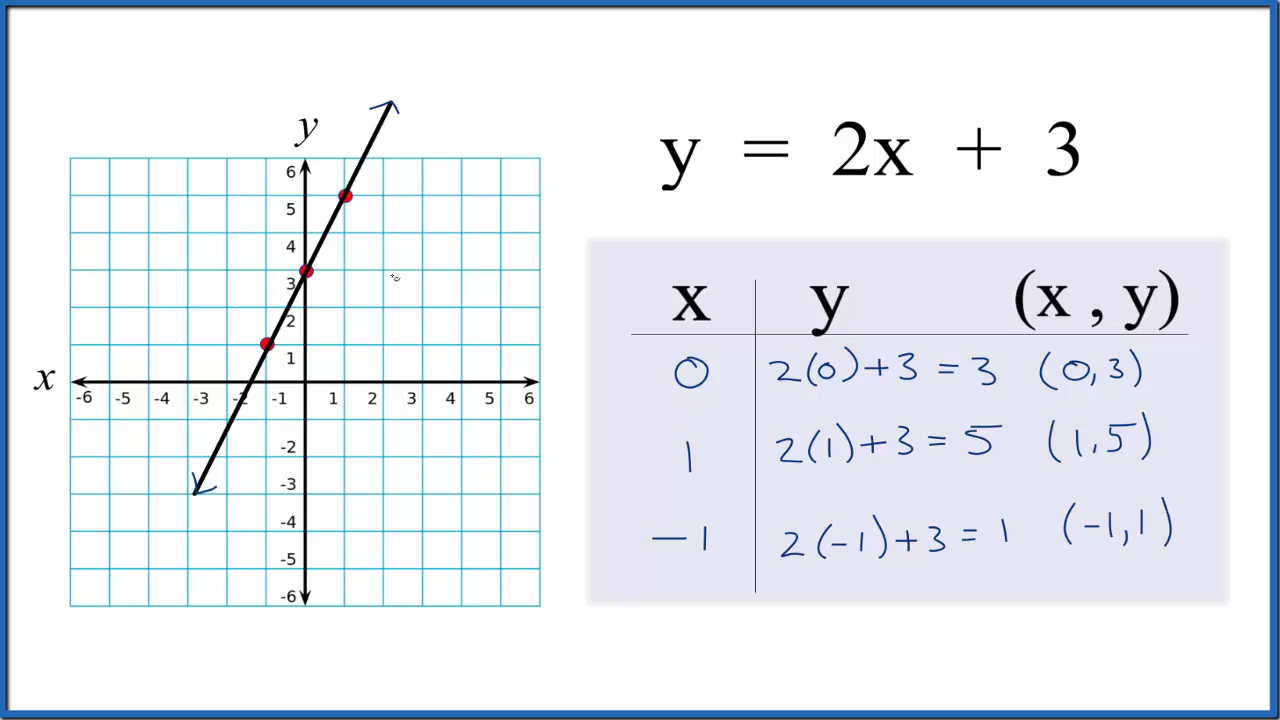 y = 2x + 3
y
6
5
4
3
2
1
x
-6 -5 -4 -3 -2 -1 1 2 3 4 5 6
-2
-3
-4
-5
-6
x y (x , y)
0 2(0)+3 = 3 (0,3)
1 2(1)+3 = 5 (1,5)
-1 2(-1)+3 = 1 (-1,1)